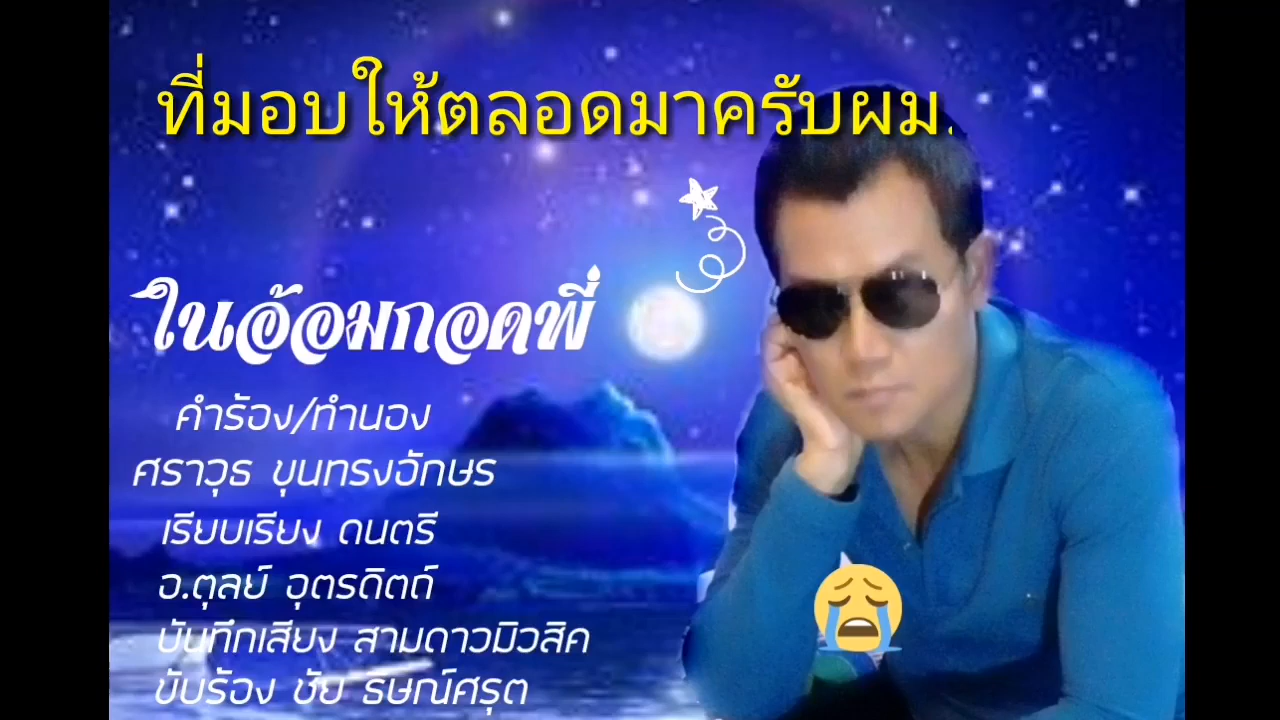 ที่มอบให้ตลอดมาครับผม.
ในอ้อมกอดพี่
คำร้อง/ทำนอง
ศราวุธ ขุนทรงอักษร
เรียบเรียง ดนตรี
อ.ตุลย์ อุตรดิตถ์
บันทึกเสียง สามดาวมิวสิค
ขับร้อง ชัย ธิษณ์ศรุต